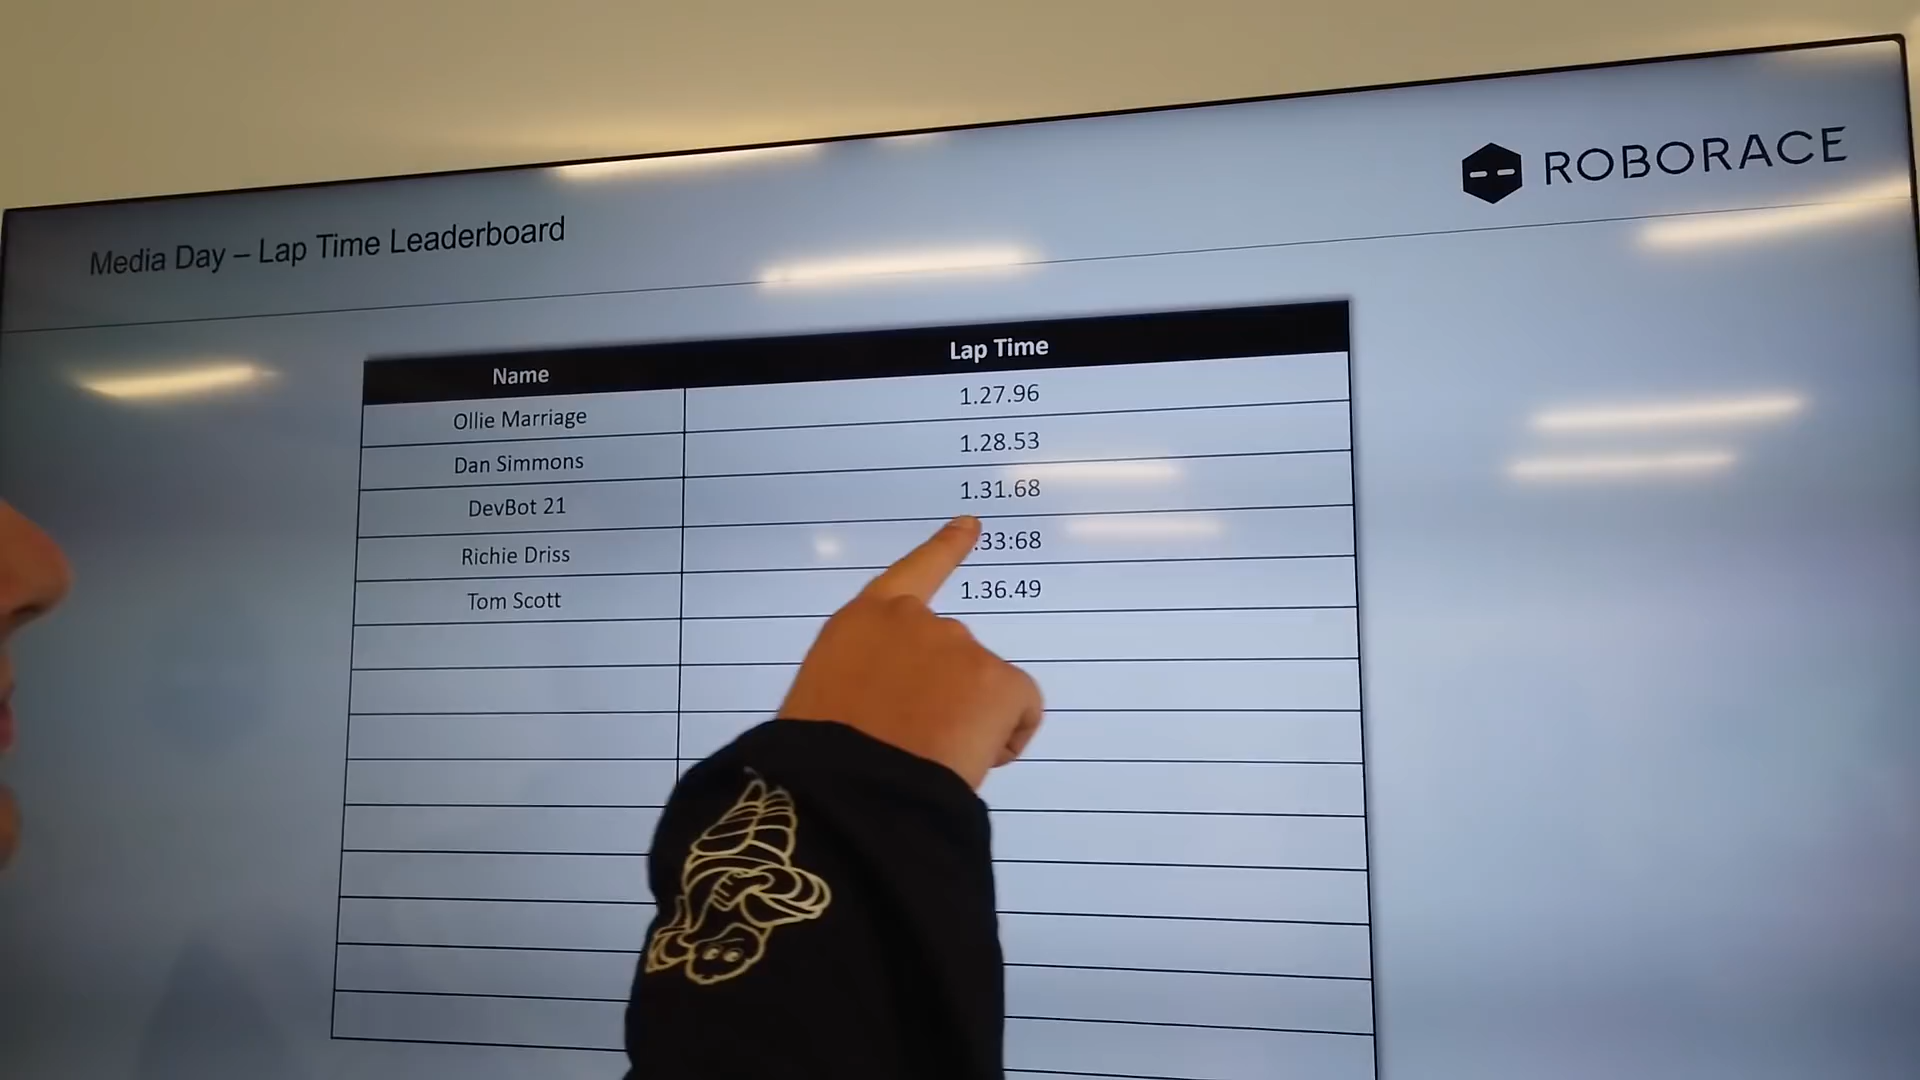 ROBORACE
Media Day – Lap Time Leaderboard
Name Lap Time
Ollie Marriage 1.27.96
Dan Simmons 1.28.53
DevBot 21 1.31.68
Richie Driss .33:68
Tom Scott 1.36.49